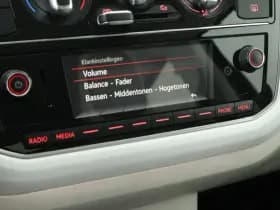 Klankinstellingen
Volume
Balance - Fader
Bassen - Middentonen - Hogetonen
RADIO MEDIA PHONE MENU